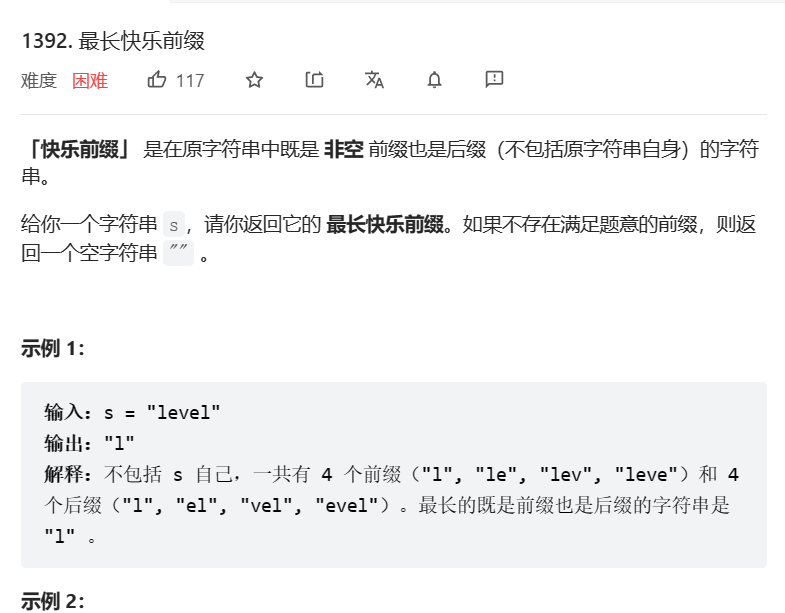 1392. 最长快乐前缀
难度 困难 117
「快乐前缀」 是在原字符串中既是 非空 前缀也是后缀（不包括原字符串自身）的字符
串。
给你一个字符串 s，请你返回它的 最长快乐前缀。如果不存在满足题意的前缀，则返
回一个空字符串 "" 。
示例 1：
输入：s = "level"
输出："l"
解释：不包括 s 自己，一共有 4 个前缀（"l", "le", "lev", "leve"）和 4
个后缀（"l", "el", "vel", "evel"）。最长的既是前缀也是后缀的字符串是
"l" 。
示例 2：